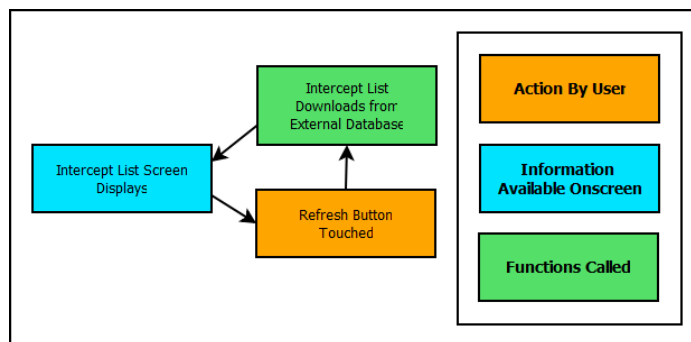 Intercept List
Downloads from
External Database
Intercept List Screen
Displays
Refresh Button
Touched
Action By User
Information
Available Onscreen
Functions Called